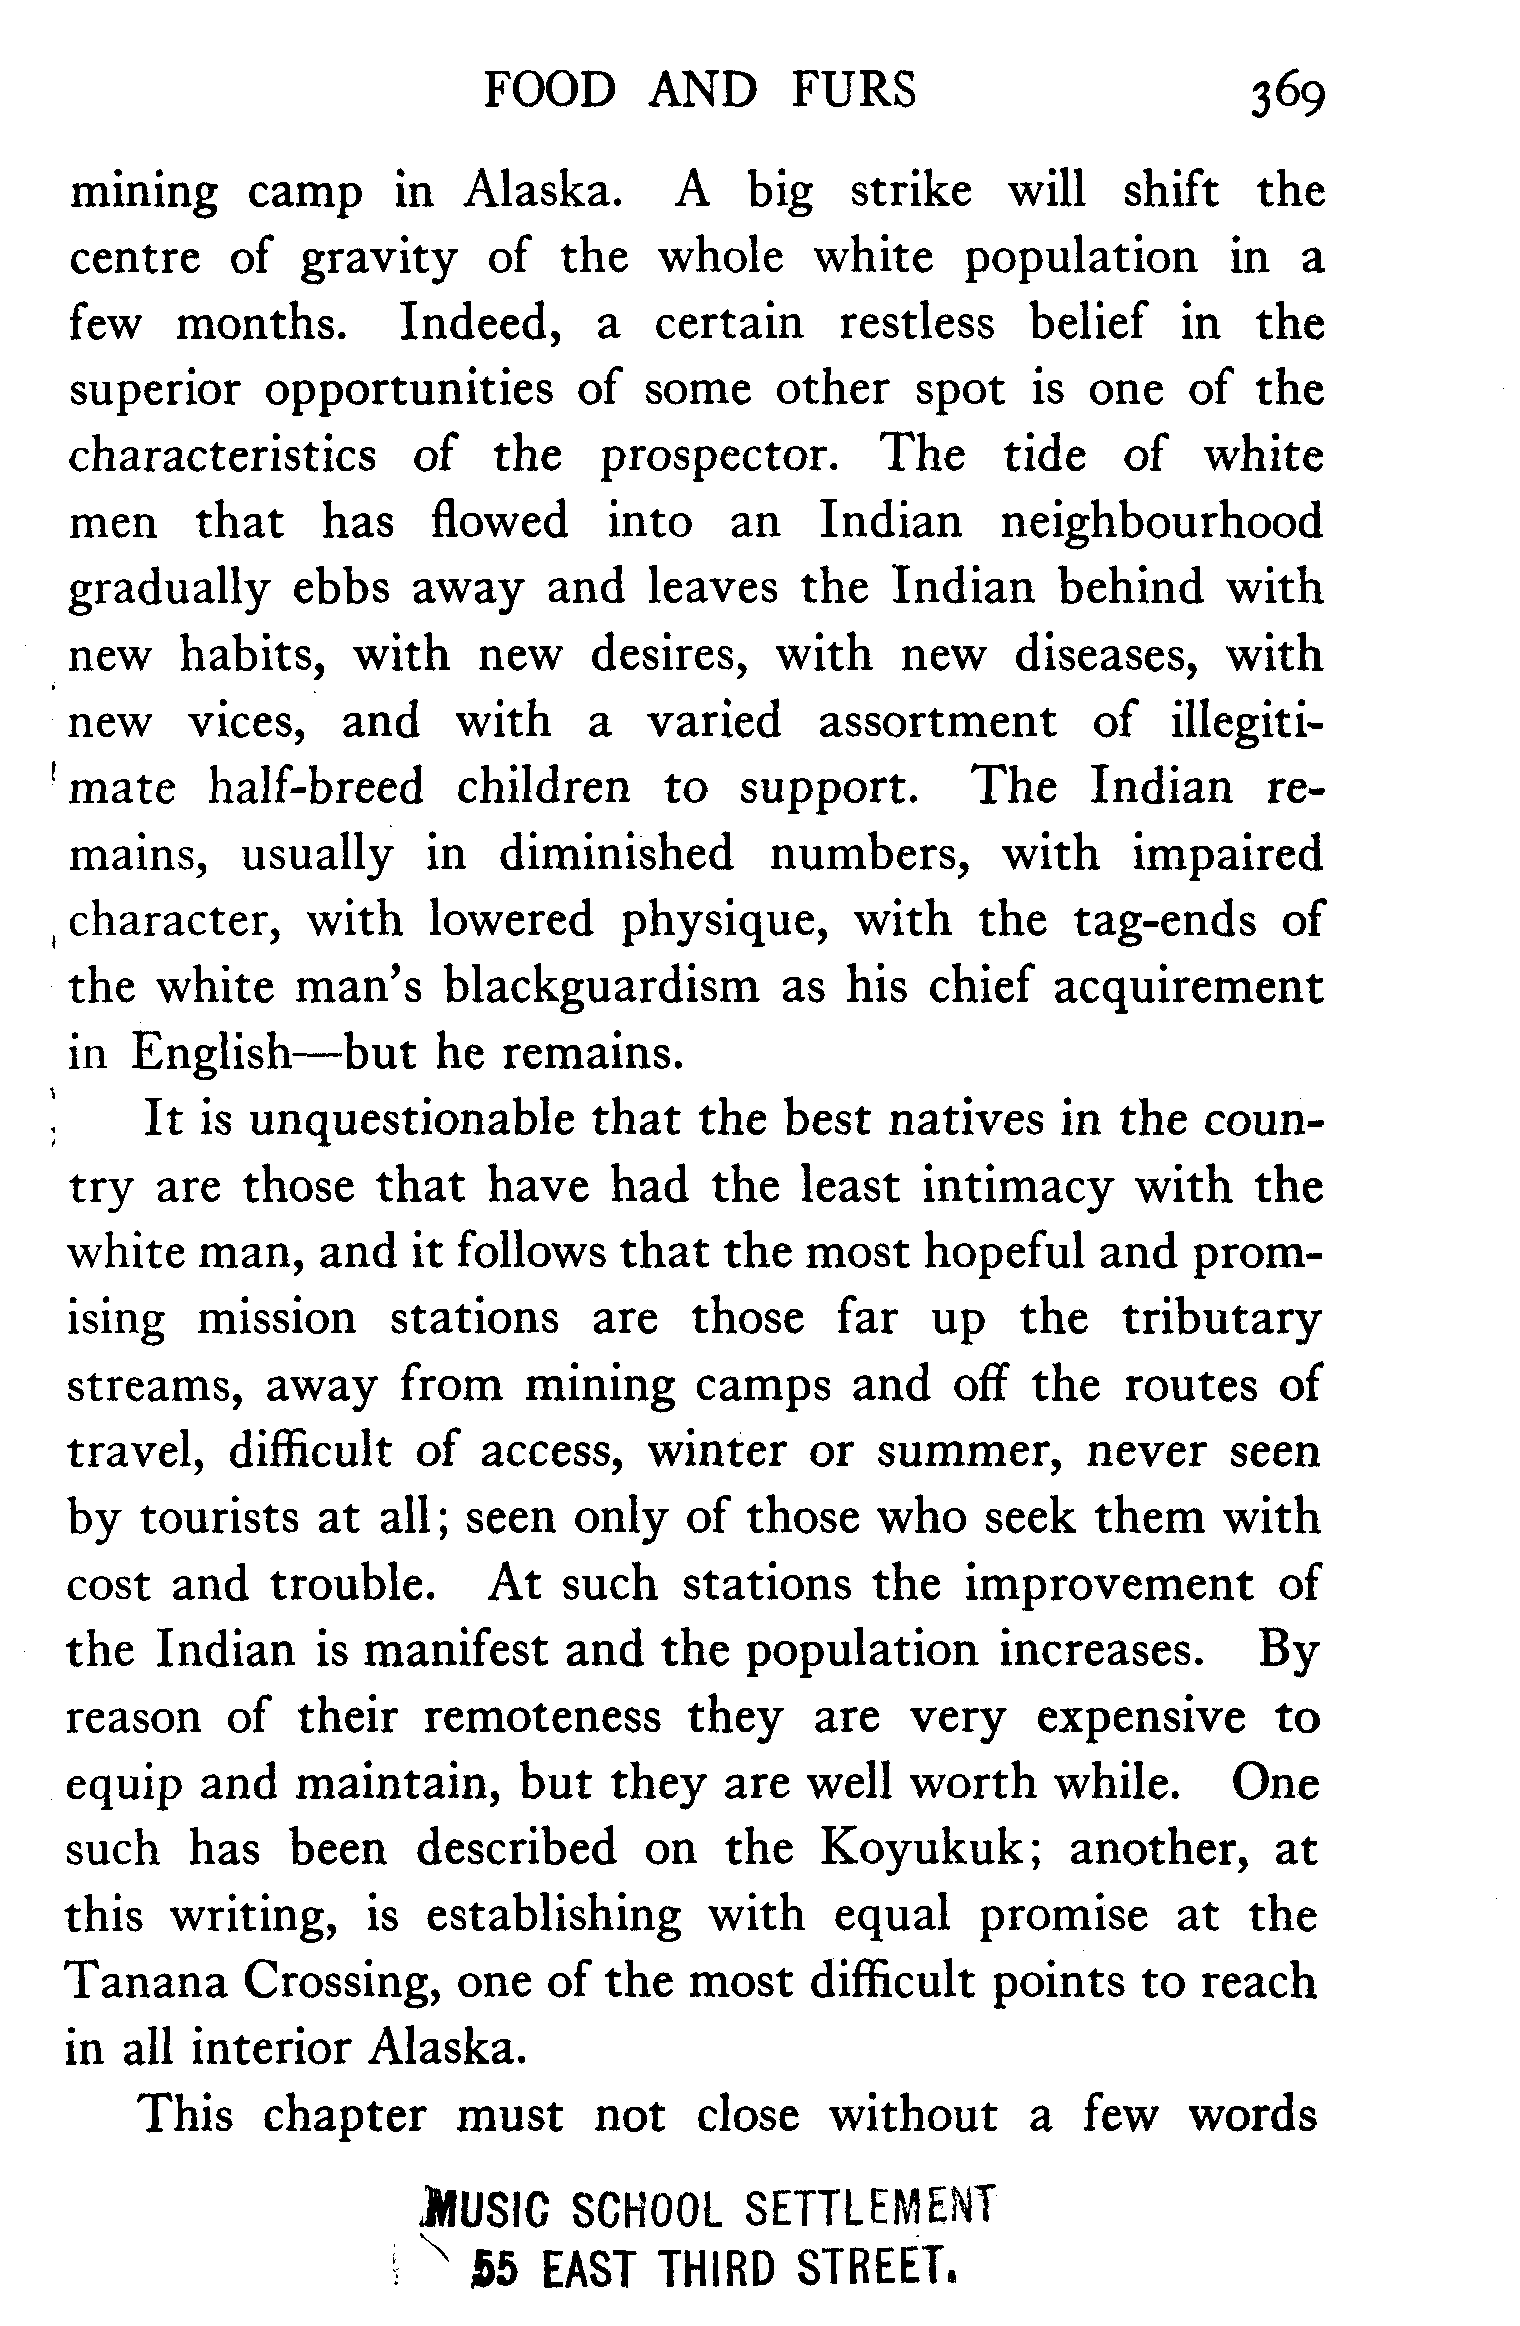 FOOD AND FURS 369
mining camp in Alaska. A big strike will shift the
centre of gravity of the whole white population in a
few months. Indeed, a certain restless belief in the
superior opportunities of some other spot is one of the
characteristics of the prospector. The tide of white
men that has flowed into an Indian neighbourhood
gradually ebbs away and leaves the Indian behind with
new habits, with new desires, with new diseases, with
new vices, and with a varied assortment of illegiti-
mate half-breed children to support. The Indian re-
mains, usually in diminished numbers, with impaired
character, with lowered physique, with the tag-ends of
the white man's blackguardism as his chief acquirement
in English—but he remains.
It is unquestionable that the best natives in the coun-
try are those that have had the least intimacy with the
white man, and it follows that the most hopeful and prom-
ising mission stations are those far up the tributary
streams, away from mining camps and off the routes of
travel, difficult of access, winter or summer, never seen
by tourists at all; seen only of those who seek them with
cost and trouble. At such stations the improvement of
the Indian is manifest and the population increases. By
reason of their remoteness they are very expensive to
equip and maintain, but they are well worth while. One
such has been described on the Koyukuk; another, at
this writing, is establishing with equal promise at the
Tanana Crossing, one of the most difficult points to reach
in all interior Alaska.
This chapter must not close without a few words
MUSIC SCHOOL SETTLEMENT
55 EAST THIRD STREET.